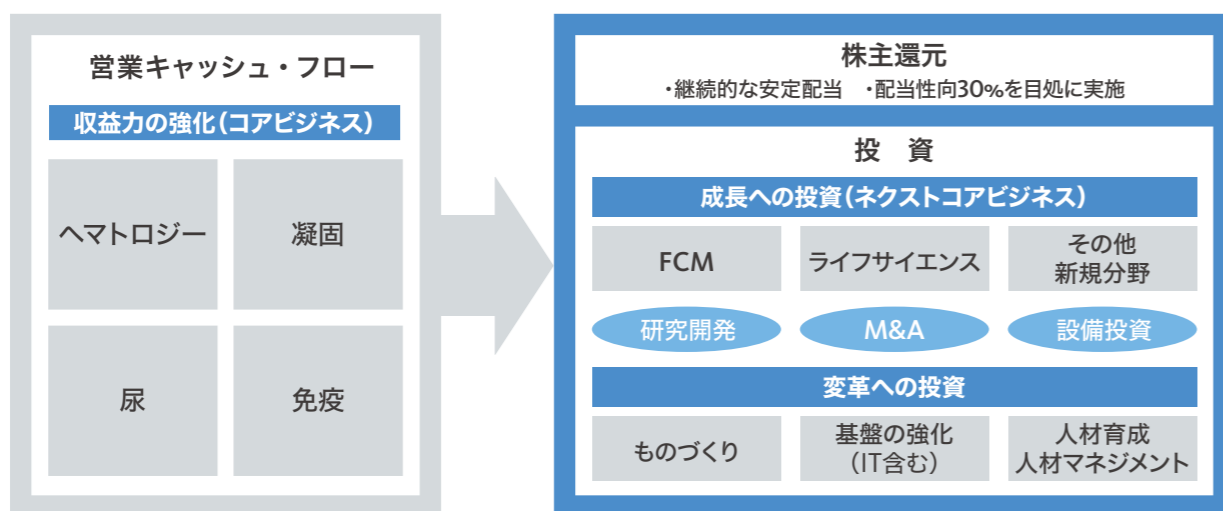 営業キャッシュ・フロー
収益力の強化(コアビジネス)
ヘマトロジー
凝固
尿
免疫
株主還元
・継続的な安定配当　・配当性向30%を目処に実施
投　資
成長への投資(ネクストコアビジネス)
FCM
ライフサイエンス
その他
新規分野
研究開発
M&A
設備投資
変革への投資
ものづくり
基盤の強化
(IT含む)
人材育成
人材マネジメント